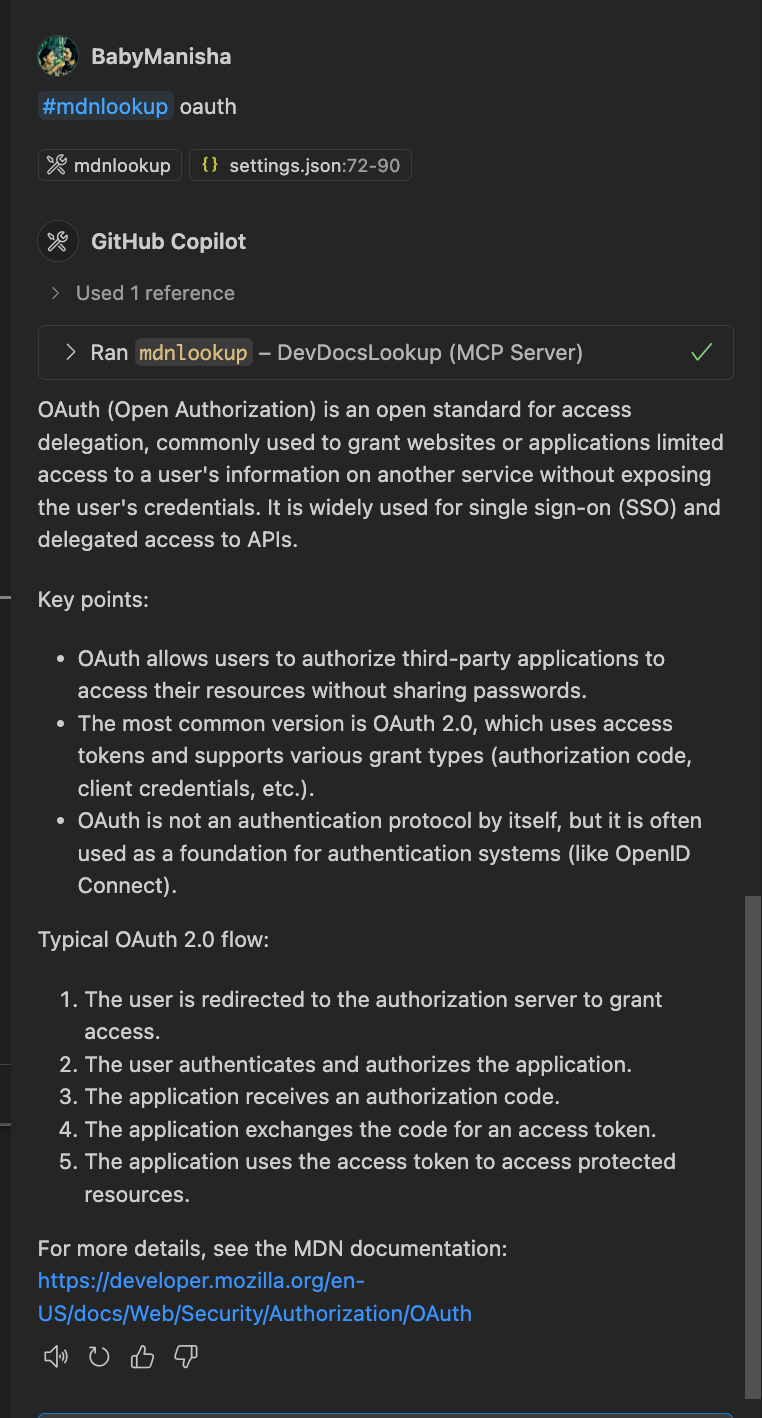 BabyManisha
#mdnlookup oauth
mdnlookup {} settings.json:72-90
GitHub Copilot
Used 1 reference
Ran mdnlookup – DevDocsLookup (MCP Server)
OAuth (Open Authorization) is an open standard for access
delegation, commonly used to grant websites or applications limited
access to a user's information on another service without exposing
the user's credentials. It is widely used for single sign-on (SSO) and
delegated access to APIs.
Key points:
• OAuth allows users to authorize third-party applications to
access their resources without sharing passwords.
• The most common version is OAuth 2.0, which uses access
tokens and supports various grant types (authorization code,
client credentials, etc.).
• OAuth is not an authentication protocol by itself, but it is often
used as a foundation for authentication systems (like OpenID
Connect).
Typical OAuth 2.0 flow:
1. The user is redirected to the authorization server to grant
access.
2. The user authenticates and authorizes the application.
3. The application receives an authorization code.
4. The application exchanges the code for an access token.
5. The application uses the access token to access protected
resources.
For more details, see the MDN documentation:
https://developer.mozilla.org/en-
US/docs/Web/Security/Authorization/OAuth